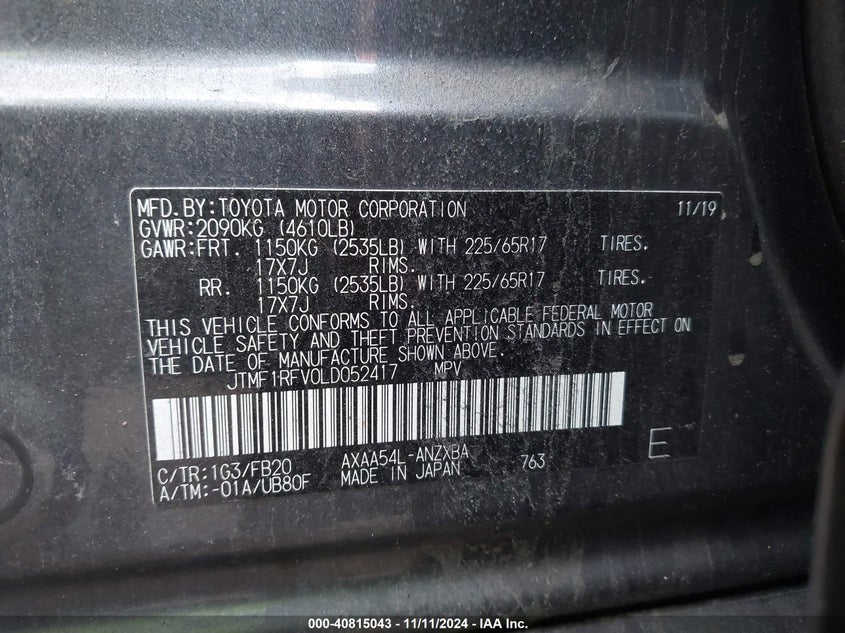 MFD.BY:TOYOTA MOTOR CORPORATION 11/19
GVWR:2090KG (4610LB)
GAWR:FRT. 1150KG (2535LB) WITH 225/65R17 TIRES.
17X7J RIMS.
RR. 1150KG (2535LB) WITH 225/65R17 TIRES.
17X7J RIMS.
THIS VEHICLE CONFORMS TO ALL APPLICABLE FEDERAL MOTOR
VEHICLE SAFETY AND THEFT PREVENTION STANDARDS IN EFFECT ON
THE DATE OF MANUFACTURE SHOWN ABOVE.
JTMF1RFV0LD052417 MPV
C/TR:1G3/FB20 AXAA54L-ANZXBA 763 E
A/TM:-01A/UB80F MADE IN JAPAN
000-40815043 - 11/11/2024 - IAA Inc.